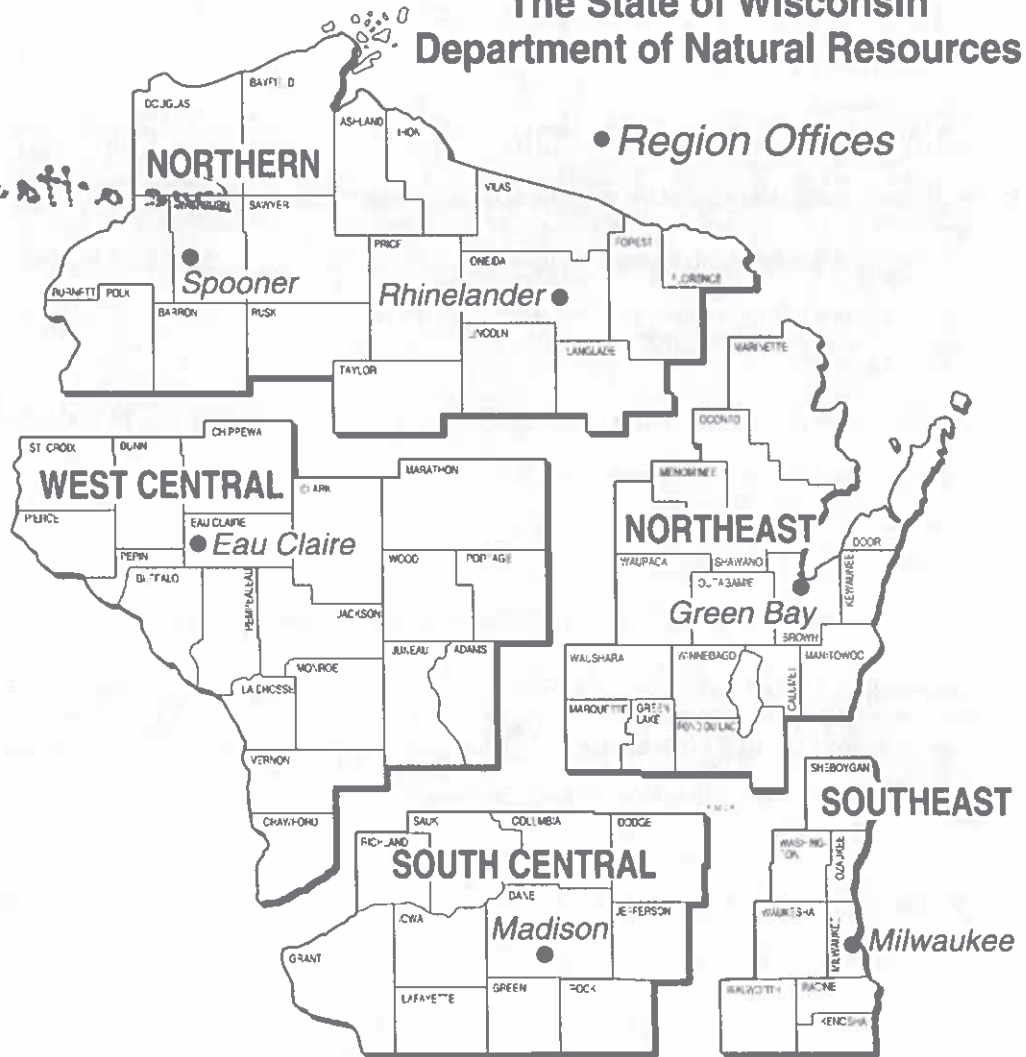 The State of Wisconsin
Department of Natural Resources
● Region Offices
NORTHERN
DOUGLAS
BAYFIELD
ASHLAND
IRON
VILAS
SAWYER
PRICE
ONEIDA
FOREST
FLORENCE
Spooner
Rhinelander
BURNETT
POLK
BARRON
RUSK
LINCOLN
LANGLADE
TAYLOR
MARINETTE
OCONTO
MENOMINEE
WEST CENTRAL
ST CROIX
DUNN
CHIPPEWA
CLARK
MARATHON
PIERCE
EAU CLAIRE
Eau Claire
PEPIN
BUFFALO
TREMPEALEAU
JACKSON
WOOD
PORTAGE
MONROE
LA CROSSE
JUNEAU
ADAMS
VERNON
CRAWFORD
NORTHEAST
DOOR
WAUPACA
SHAWANO
OUTAGAMIE
KEWAUNEE
Green Bay
BROWN
WAUSHARA
WINNEBAGO
MANITOWOC
CALUMET
MARQUETTE
GREEN
LAKE
FOND DU LAC
SHEBOYGAN
SOUTHEAST
WASHING-
TON
OZAUKEE
WAUKESHA
MILWAUKEE
Milwaukee
WALWORTH
RACINE
KENOSHA
SOUTH CENTRAL
SAUK
COLUMBIA
DODGE
RICHLAND
DANE
IOWA
Madison
JEFFERSON
GRANT
LAFAYETTE
GREEN
ROCK